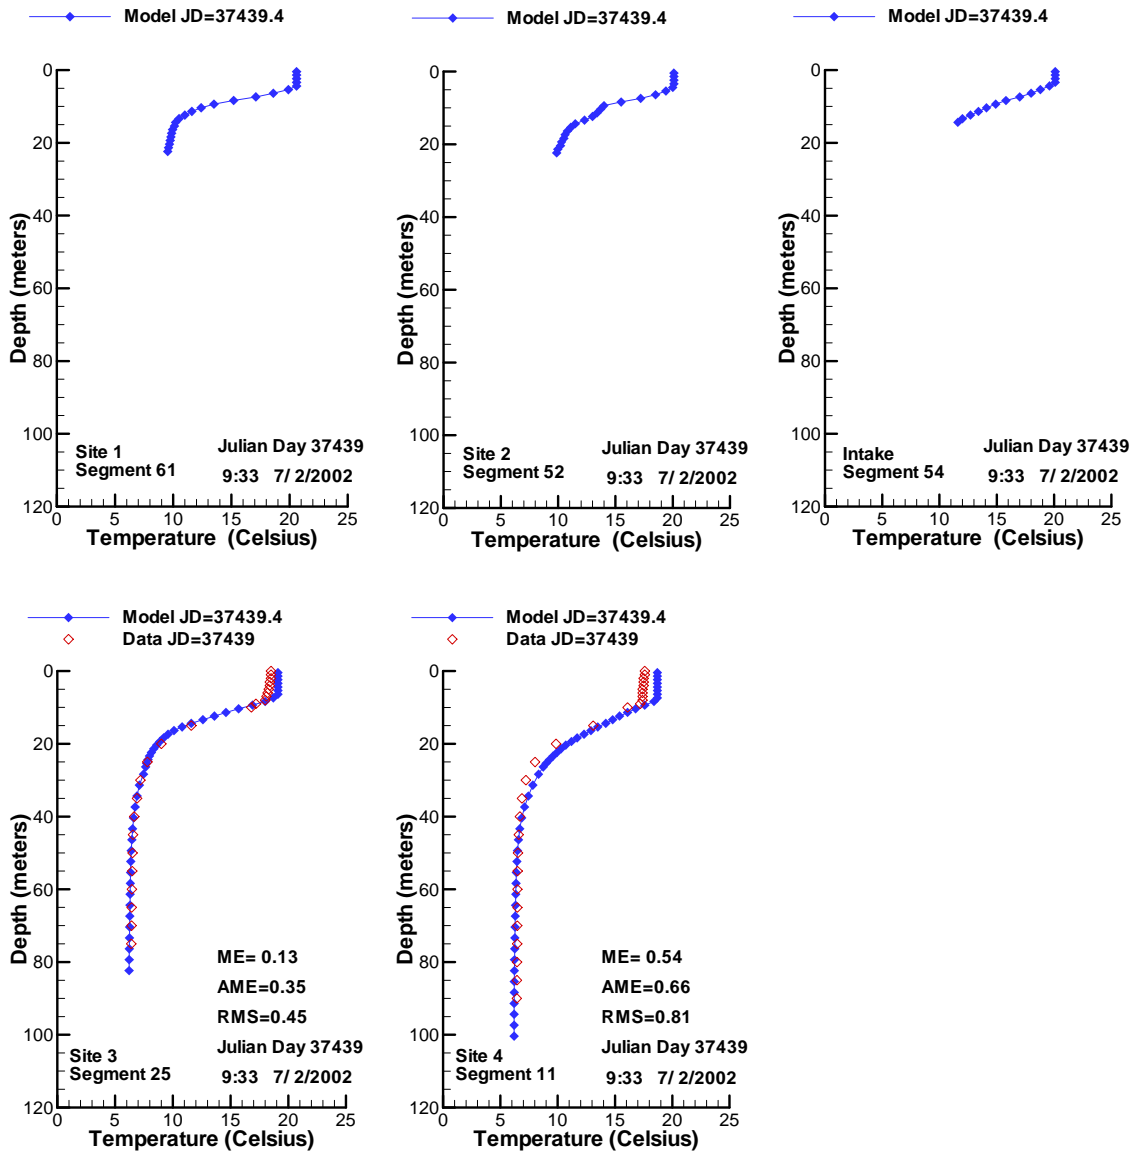 Model JD=37439.4
0
20
40
60
80
100
120
Depth (meters)
Site 1
Segment 61
Julian Day 37439
9:33 7/ 2/2002
0 5 10 15 20 25
Temperature (Celsius)
Model JD=37439.4
0
20
40
60
80
100
120
Depth (meters)
Site 2
Segment 52
Julian Day 37439
9:33 7/ 2/2002
0 5 10 15 20 25
Temperature (Celsius)
Model JD=37439.4
0
20
40
60
80
100
120
Depth (meters)
Intake
Segment 54
Julian Day 37439
9:33 7/ 2/2002
0 5 10 15 20 25
Temperature (Celsius)
Model JD=37439.4
Data JD=37439
0
20
40
60
80
100
120
Depth (meters)
ME= 0.13
AME=0.35
RMS=0.45
Site 3
Segment 25
Julian Day 37439
9:33 7/ 2/2002
0 5 10 15 20 25
Temperature (Celsius)
Model JD=37439.4
Data JD=37439
0
20
40
60
80
100
120
Depth (meters)
ME= 0.54
AME=0.66
RMS=0.81
Site 4
Segment 11
Julian Day 37439
9:33 7/ 2/2002
0 5 10 15 20 25
Temperature (Celsius)